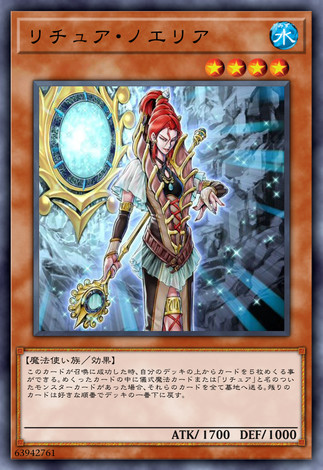 リチュア・ノエリア
水
【魔法使い族／効果】
このカードが召喚に成功した時、自分のデッキの上からカードを５枚めくる事
ができる。めくったカードの中に儀式魔法カードまたは「リチュア」と名のついた
モンスターカードがあった場合、それらのカードを全て墓地へ送る。残りの
カードは好きな順番でデッキの一番下に戻す。
ATK/ 1700 DEF/ 1000
63942761